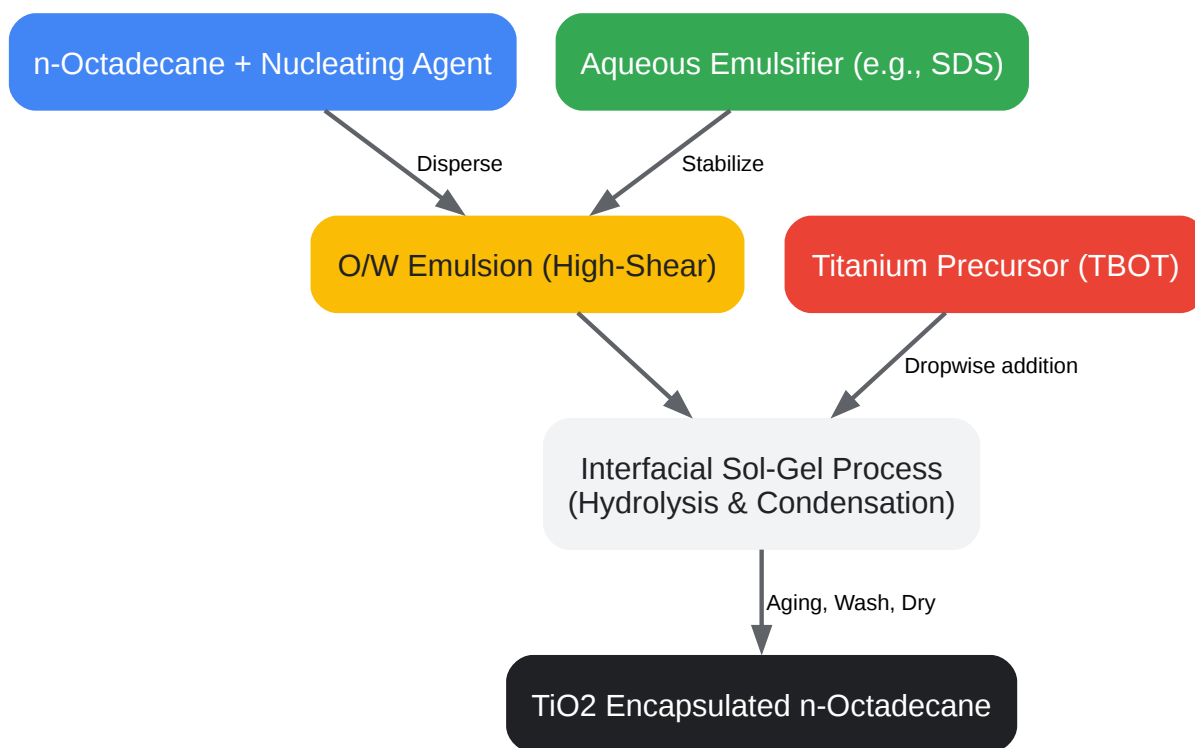 n-Octadecane + Nucleating Agent
Aqueous Emulsifier (e.g., SDS)
Disperse
Stabilize
O/W Emulsion (High-Shear)
Titanium Precursor (TBOT)
Dropwise addition
Interfacial Sol-Gel Process
(Hydrolysis & Condensation)
Aging, Wash, Dry
TiO2 Encapsulated n-Octadecane